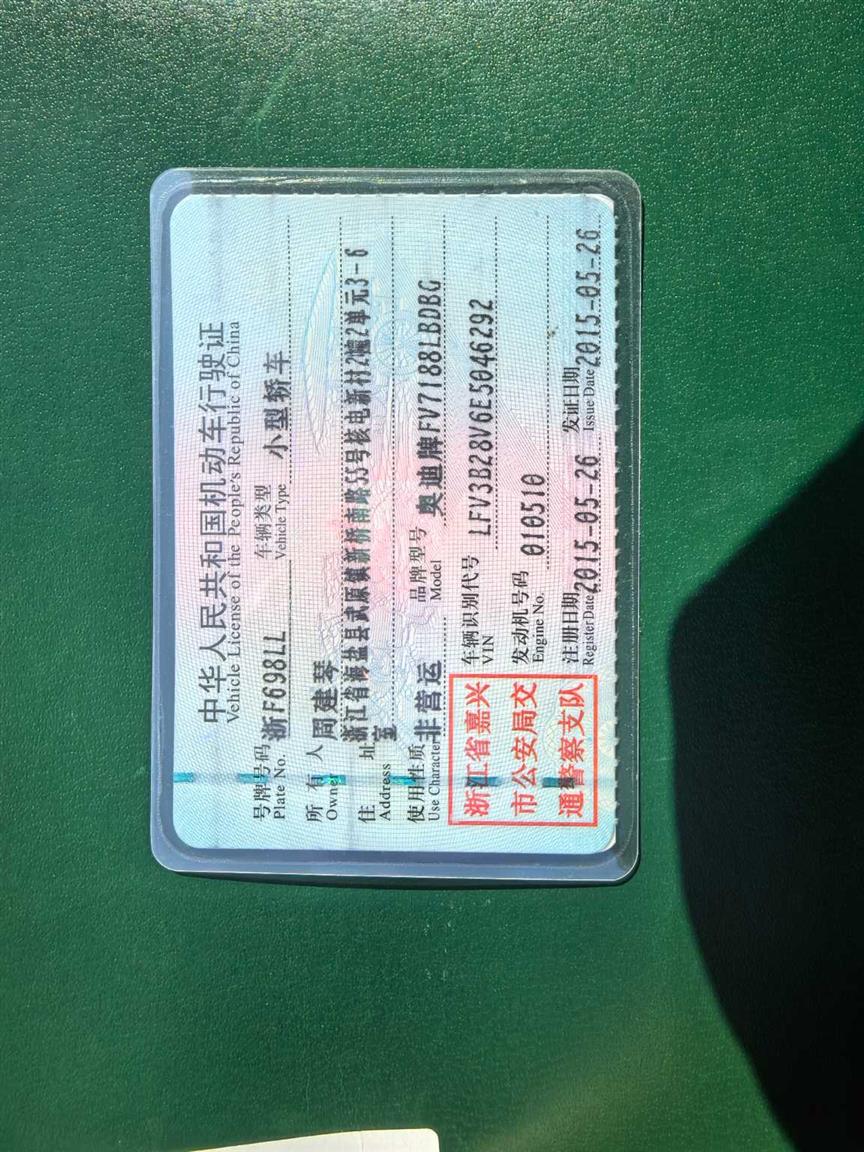 中华人民共和国机动车行驶证
Vehicle License of the People's Republic of China
号牌号码 Plate No. 浙F698LL 车辆类型 Vehicle Type 小型轿车
所有人 Owner 周建琴
住址 Address 浙江省海盐县武原镇新桥南路55号核电新村2幢2单元3-6
室
使用性质 Use Character 非营运 品牌型号 Model 奥迪牌FV7188LBDBG
车辆识别代号 VIN LFV3B28V6E5046292
发动机号码 Engine No. 010510
注册日期 Register Date 2015-05-26 发证日期 Issue Date 2015-05-26
浙江省嘉兴
市公安局交
通警察支队